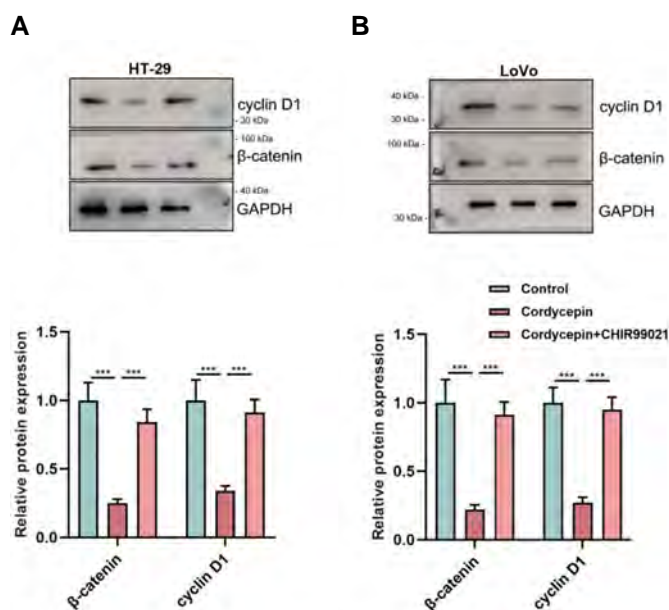 A
HT-29
cyclin D1
- 30 kDa
- 100 kDa
β-catenin
- 40 kDa
GAPDH
B
LoVo
40 kDa -
cyclin D1
30 kDa -
100 kDa -
β-catenin
GAPDH
30 kDa -
Control
Cordycepin
Cordycepin+CHIR99021
Relative protein expression
1.5
1.0
0.5
0.0
*** *** *** ***
β-catenin
cyclin D1
Relative protein expression
1.5
1.0
0.5
0.0
*** *** *** ***
β-catenin
cyclin D1